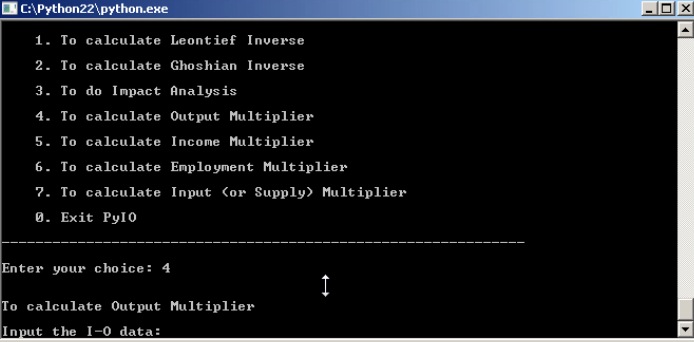 C:\Python22\python.exe
1. To calculate Leontief Inverse
2. To calculate Ghoshian Inverse
3. To do Impact Analysis
4. To calculate Output Multiplier
5. To calculate Income Multiplier
6. To calculate Employment Multiplier
7. To calculate Input (or Supply) Multiplier
0. Exit PyIO
------------------------------------------------------------
Enter your choice: 4
To calculate Output Multiplier
Input the I-O data: